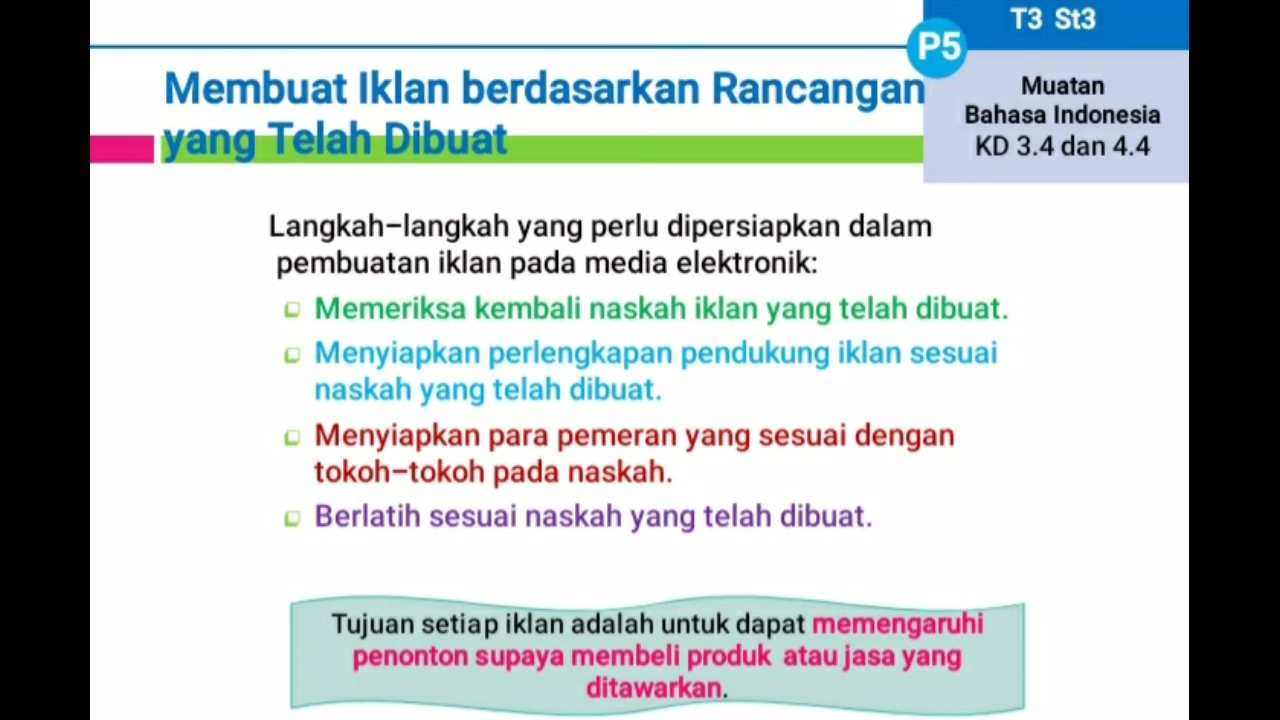 T3 St3
P5
Membuat Iklan berdasarkan Rancangan
yang Telah Dibuat
Muatan
Bahasa Indonesia
KD 3.4 dan 4.4
Langkah–langkah yang perlu dipersiapkan dalam
pembuatan iklan pada media elektronik:
Memeriksa kembali naskah iklan yang telah dibuat.
Menyiapkan perlengkapan pendukung iklan sesuai
naskah yang telah dibuat.
Menyiapkan para pemeran yang sesuai dengan
tokoh–tokoh pada naskah.
Berlatih sesuai naskah yang telah dibuat.
Tujuan setiap iklan adalah untuk dapat memengaruhi
penonton supaya membeli produk atau jasa yang
ditawarkan.